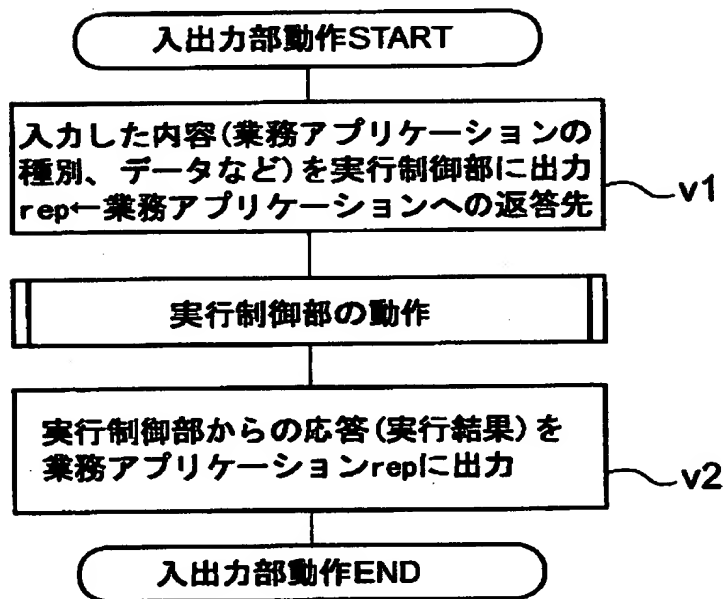 入出力部動作START
入力した内容(業務アプリケーションの
種別、データなど)を実行制御部に出力
rep←業務アプリケーションへの返答先
v1
実行制御部の動作
実行制御部からの応答(実行結果)を
業務アプリケーションrepに出力
v2
入出力部動作END